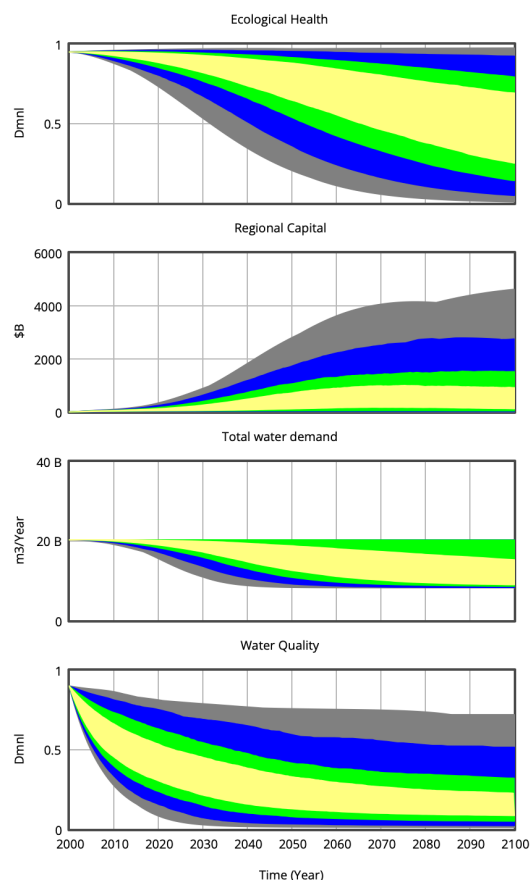 Ecological Health
1
0.5
0
Dmnl
Regional Capital
6000
4000
2000
0
$B
Total water demand
40 B
20 B
0
m3/Year
Water Quality
1
0.5
0
Dmnl
2000 2010 2020 2030 2040 2050 2060 2070 2080 2090 2100
Time (Year)